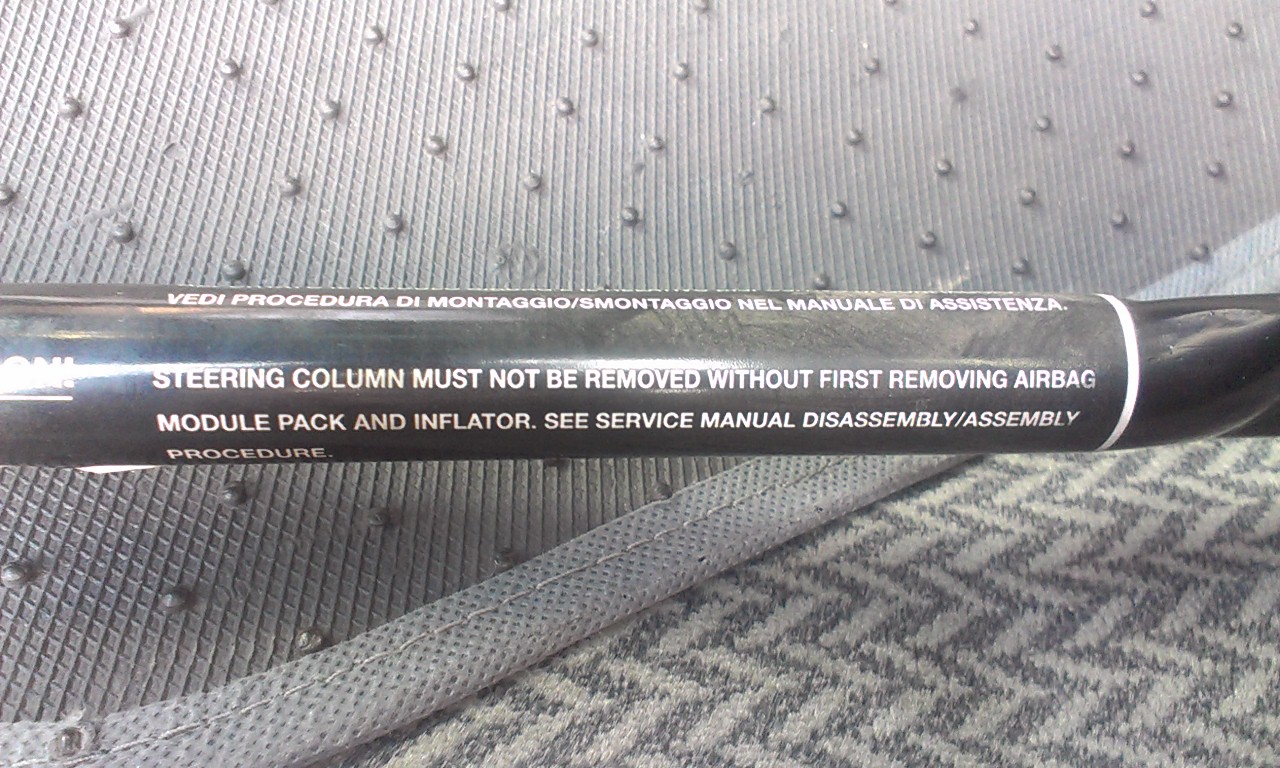 VEDI PROCEDURA DI MONTAGGIO/SMONTAGGIO NEL MANUALE DI ASSISTENZA.
STEERING COLUMN MUST NOT BE REMOVED WITHOUT FIRST REMOVING AIRBAG
MODULE PACK AND INFLATOR. SEE SERVICE MANUAL DISASSEMBLY/ASSEMBLY
PROCEDURE.